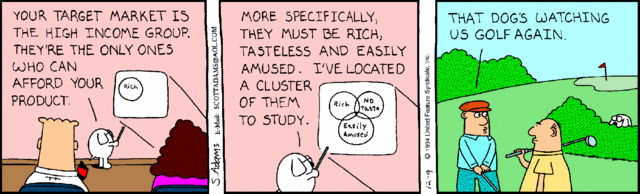 YOUR TARGET MARKET IS
THE HIGH INCOME GROUP.
THEY'RE THE ONLY ONES
WHO CAN
AFFORD YOUR
PRODUCT.
Rich
S. Adams
E-Mail: SCOTTADAMS@AOL.COM
MORE SPECIFICALLY,
THEY MUST BE RICH,
TASTELESS AND EASILY
AMUSED. I'VE LOCATED
A CLUSTER
OF THEM
TO STUDY.
Rich
NO
Taste
Easily
Amused
12-9
© 1994 United Feature Syndicate, Inc.
THAT DOG'S WATCHING
US GOLF AGAIN.